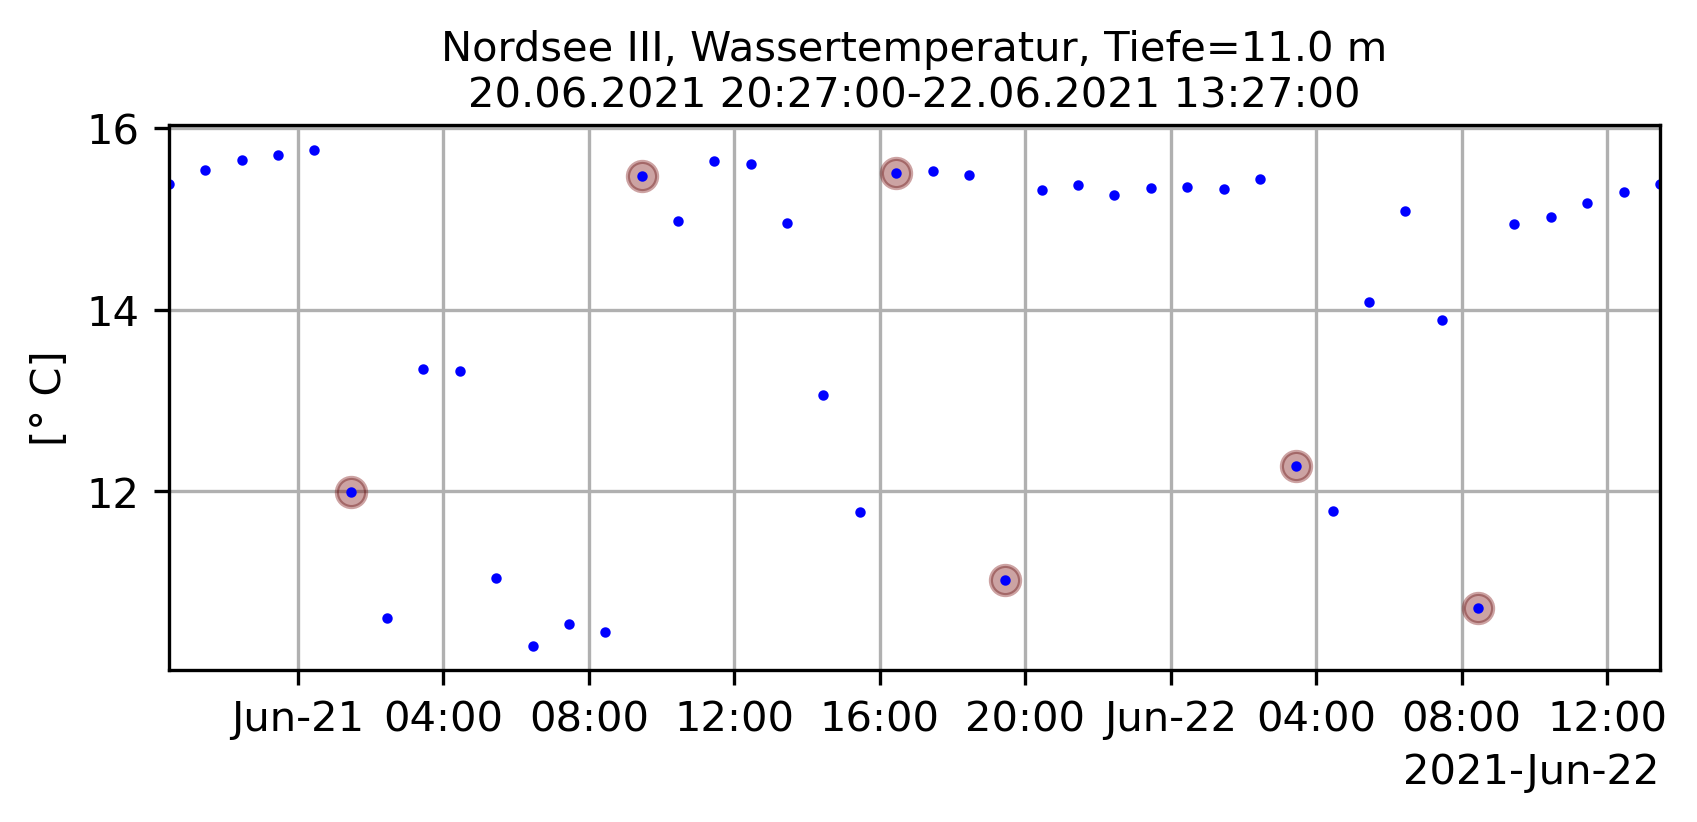 Nordsee III, Wassertemperatur, Tiefe=11.0 m
20.06.2021 20:27:00-22.06.2021 13:27:00
16
14
12
[° C]
Jun-21 04:00 08:00 12:00 16:00 20:00 Jun-22 04:00 08:00 12:00
2021-Jun-22